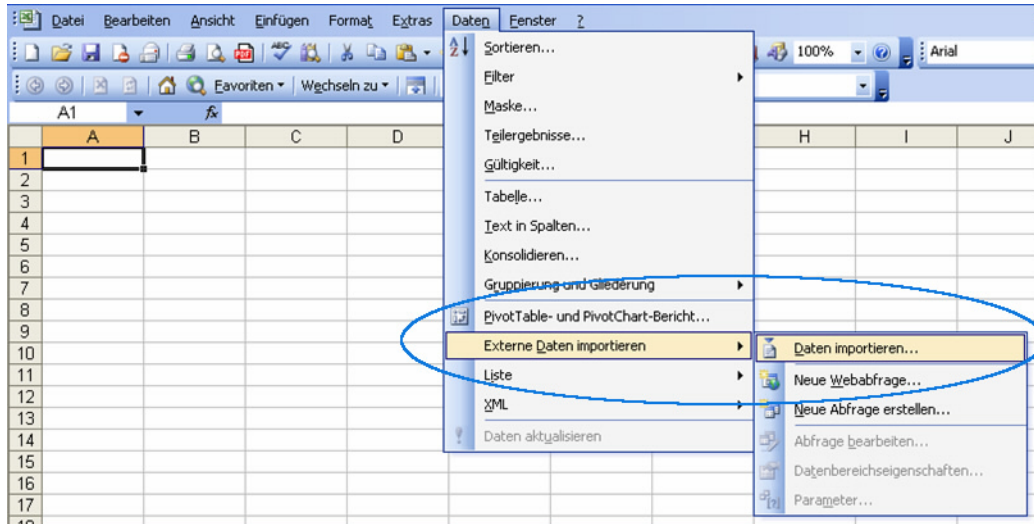 Datei Bearbeiten Ansicht Einfügen Format Extras Daten Fenster ?
100% Arial
Favoriten Wechseln zu
A1 fx
A B C D H I J
1
2
3
4
5
6
7
8
9
10
11
12
13
14
15
16
17
Sortieren...
Filter
Maske...
Teilergebnisse...
Gültigkeit...
Tabelle...
Text in Spalten...
Konsolidieren...
Gruppierung und Gliederung
PivotTable- und PivotChart-Bericht...
Externe Daten importieren
Liste
XML
Daten aktualisieren
Daten importieren...
Neue Webabfrage...
Neue Abfrage erstellen...
Abfrage bearbeiten...
Datenbereichseigenschaften...
Parameter...